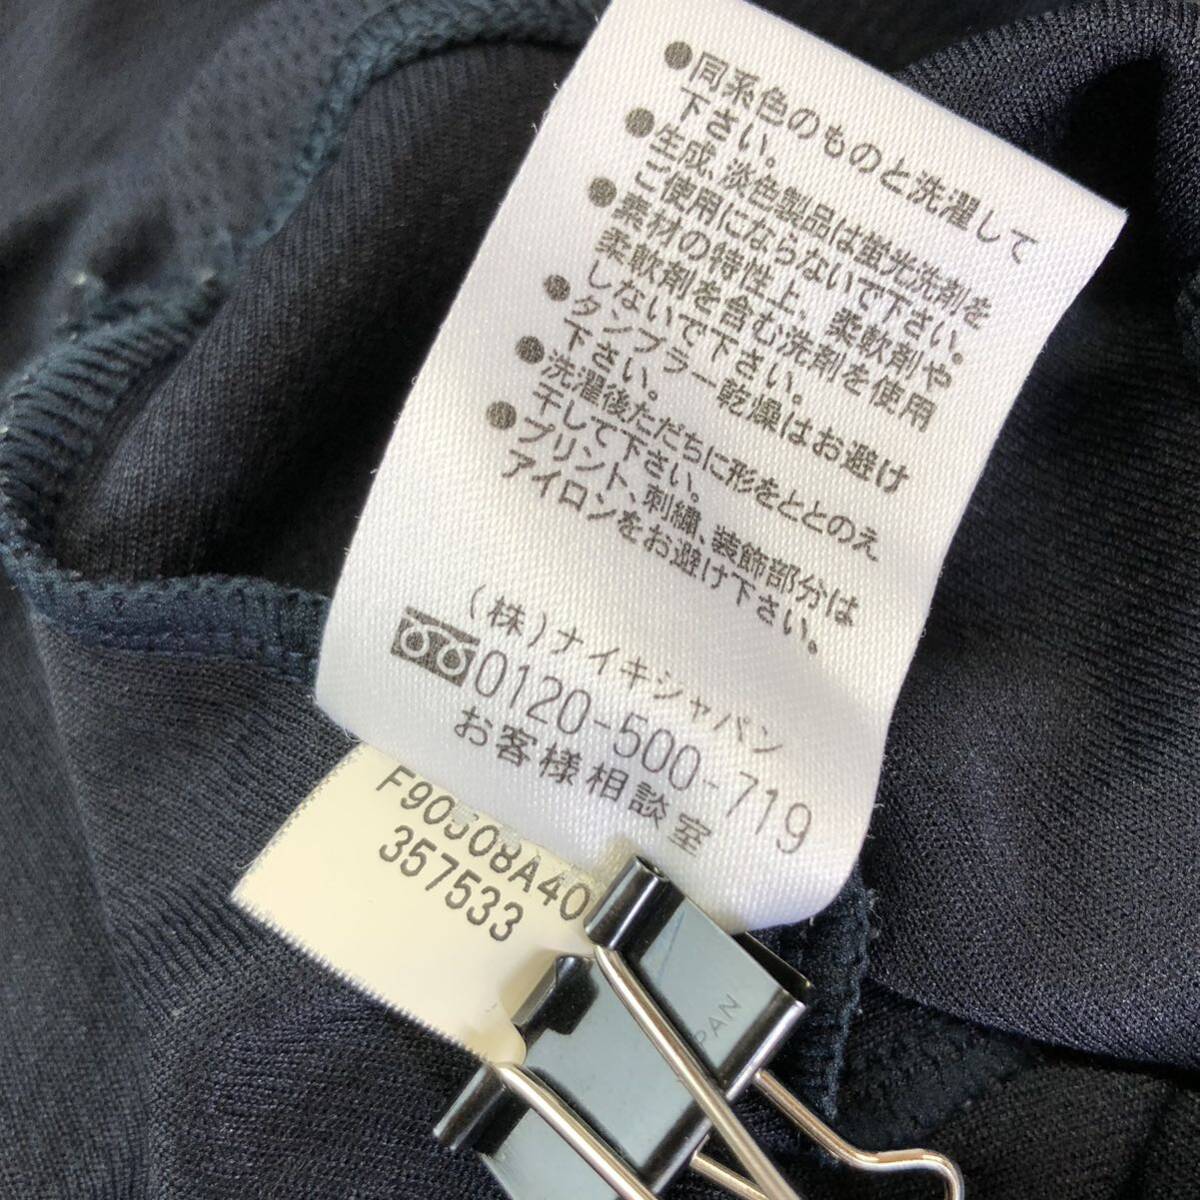 ●同系色のものと洗濯して
下さい。
●生成、淡色製品は蛍光洗剤を
ご使用にならないで下さい。
●素材の特性上、柔軟剤や
柔軟剤を含む洗剤を使用
しないで下さい。
●タンブラー乾燥はお避け
下さい。
●洗濯後ただちに形をととのえ
干して下さい。
●プリント、刺繍、装飾部分は
アイロンをお避け下さい。
(株)ナイキジャパン
0120-500-719
お客様相談室
357533
PAN